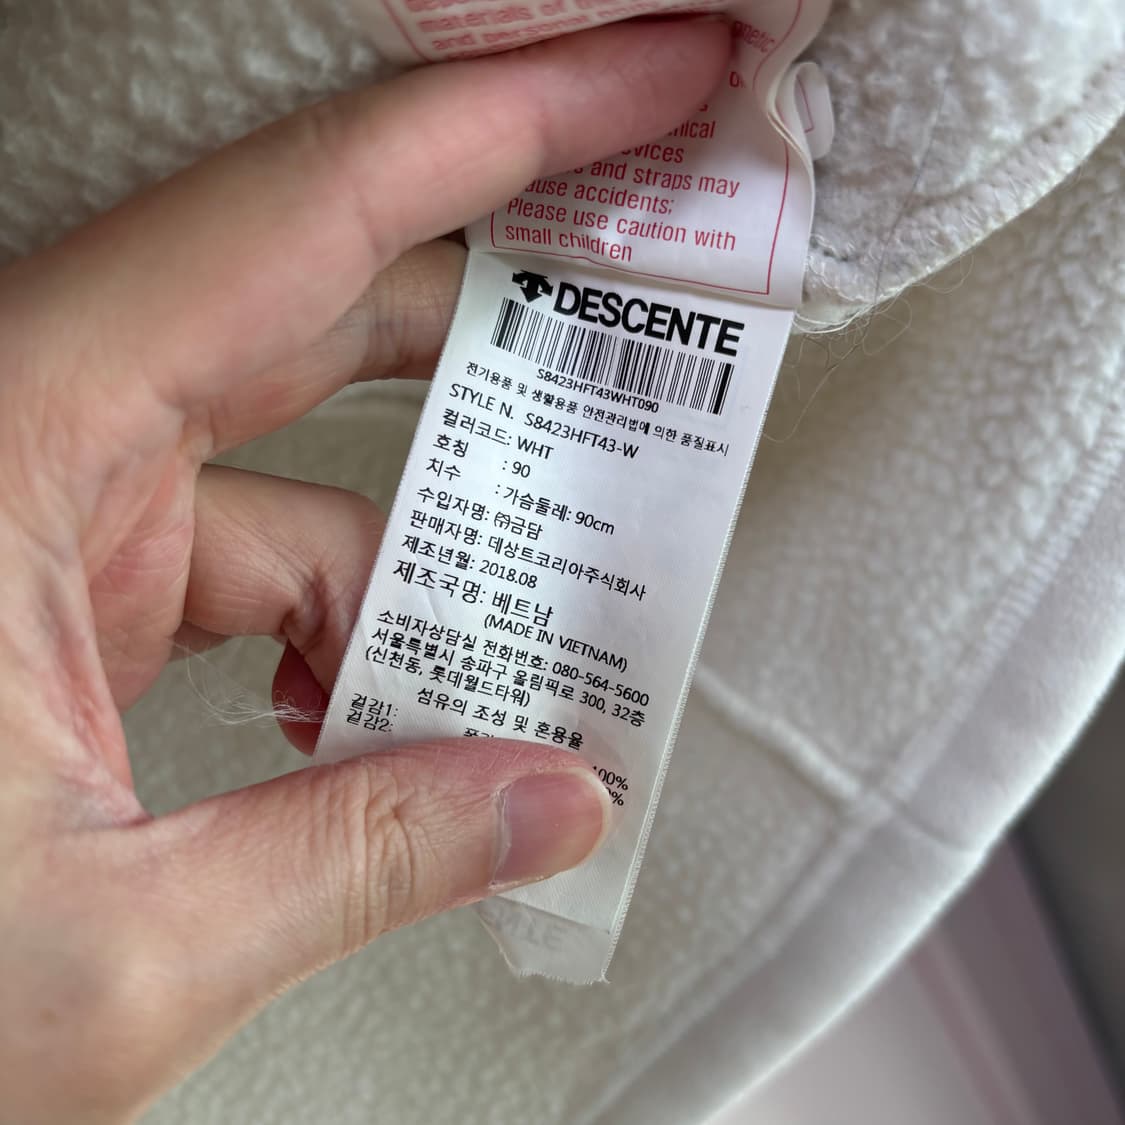 materials of
and personal
and straps may
cause accidents;
Please use caution with
small children
DESCENTE
S8423HFT43WHT090
전기용품 및 생활용품 안전관리법에 의한 품질표시
STYLE N. S8423HFT43-W
컬러코드: WHT
호칭 : 90
치수 : 가슴둘레: 90cm
수입자명: ㈜금담
판매자명: 데상트코리아주식회사
제조년월: 2018.08
제조국명: 베트남
(MADE IN VIETNAM)
소비자상담실 전화번호: 080-564-5600
서울특별시 송파구 올림픽로 300, 32층
(신천동, 롯데월드타워)
섬유의 조성 및 혼용율
겉감1: 100%
겉감2: